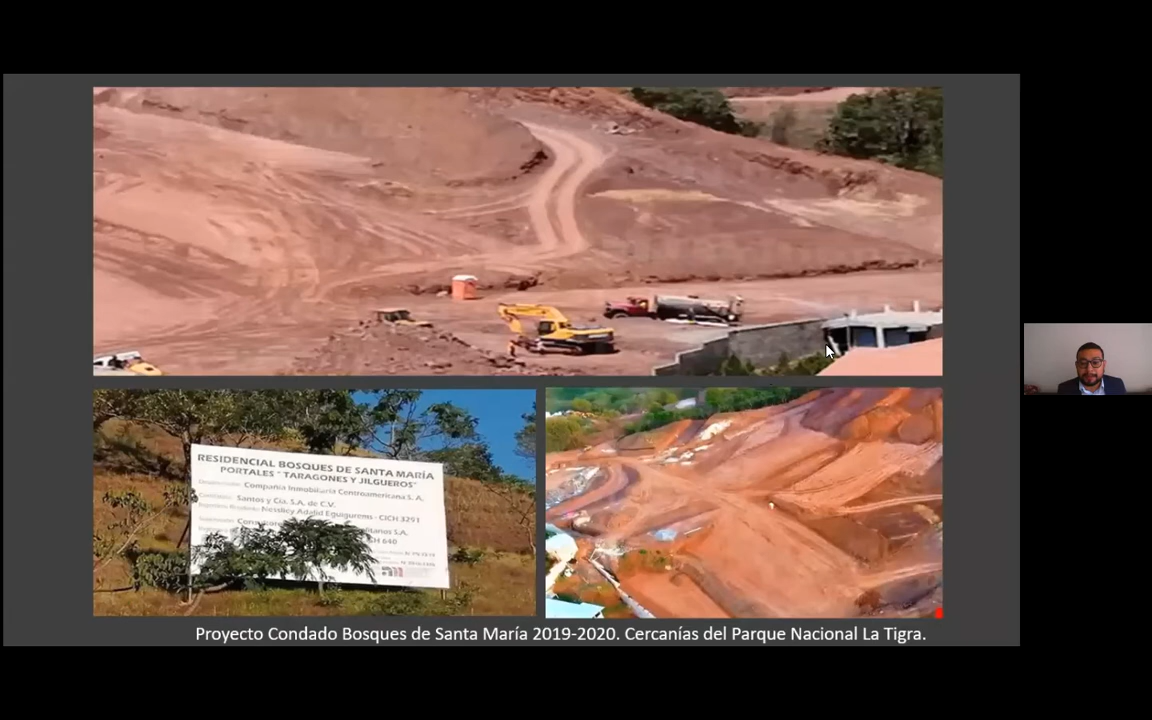 RESIDENCIAL BOSQUES DE SANTA MARÍA
PORTALES "TARAGONES Y JILGUEROS"
Compañía Inmobiliaria Centroamericana S. A.
Santos y Cía. S.A. de C.V.
Nesskey Adalid Eguigurems - CICH 3291
Proyecto Condado Bosques de Santa María 2019-2020. Cercanías del Parque Nacional La Tigra.